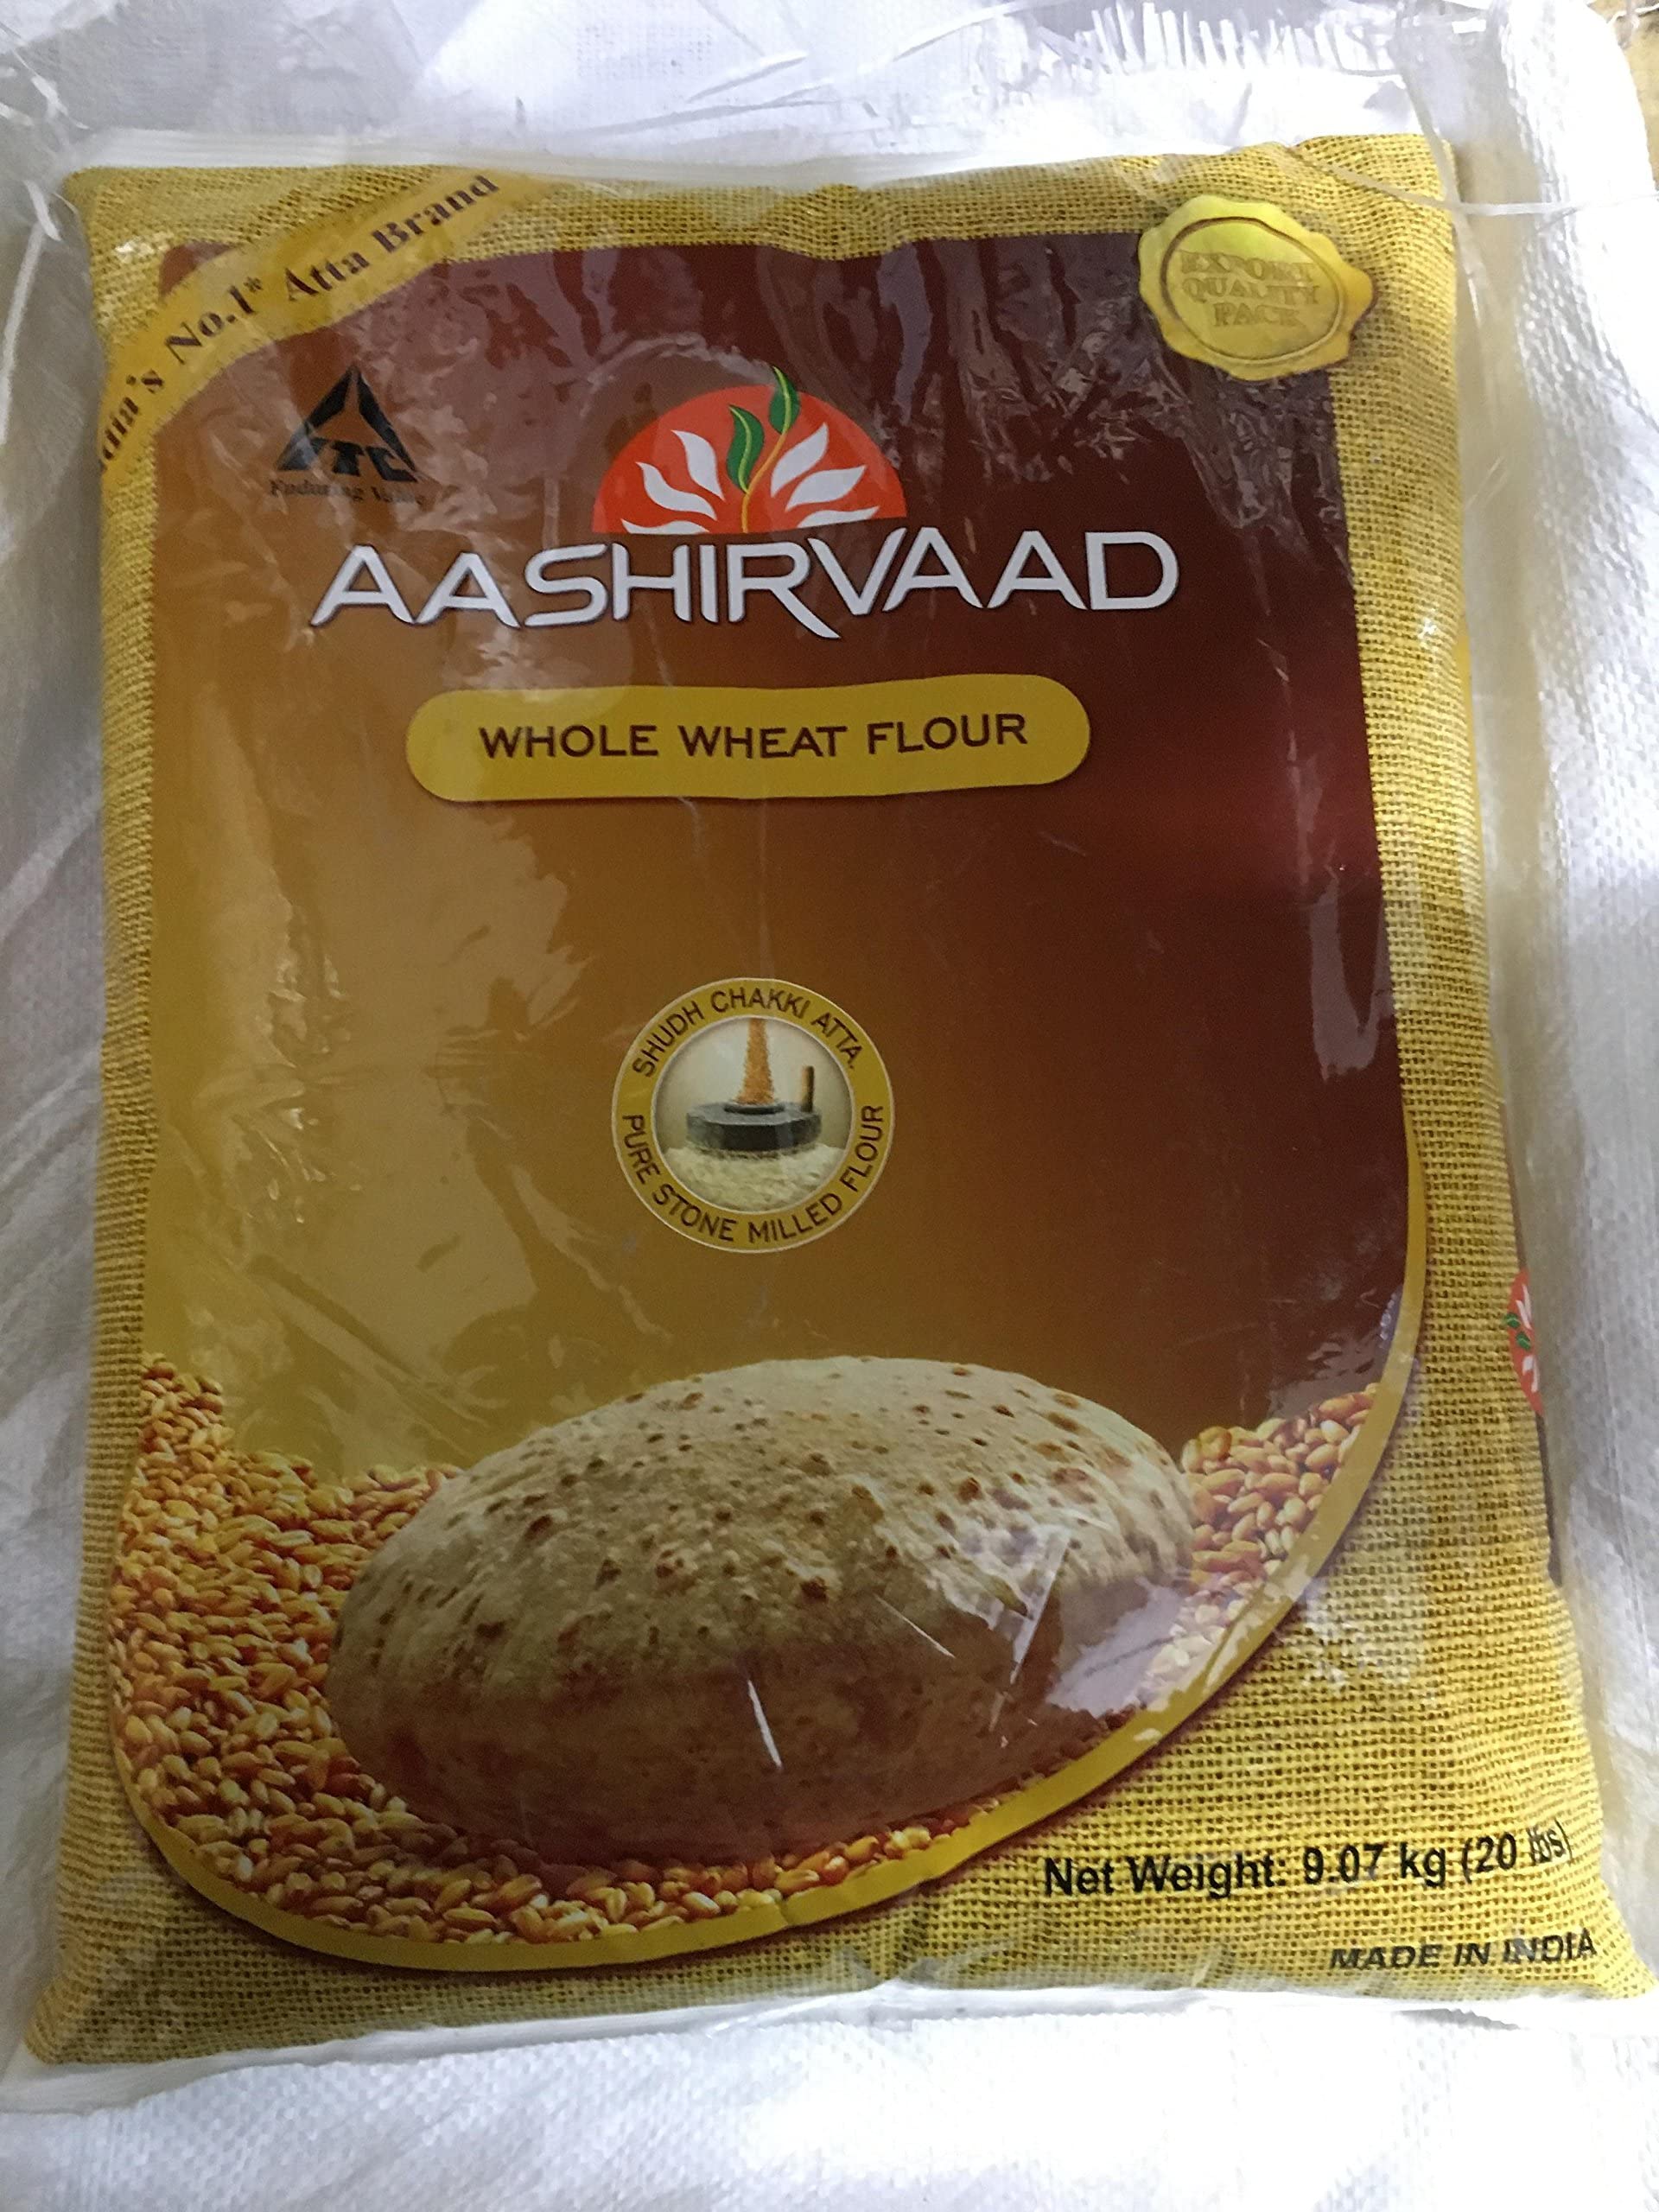 India's No.1* Atta Brand
EXPORT
QUALITY
PACK
ITC
Enduring Value
AASHIRVAAD
WHOLE WHEAT FLOUR
SHUDH CHAKKI ATTA.
PURE STONE MILLED FLOUR
Net Weight: 9.07 kg (20 lbs)
MADE IN INDIA